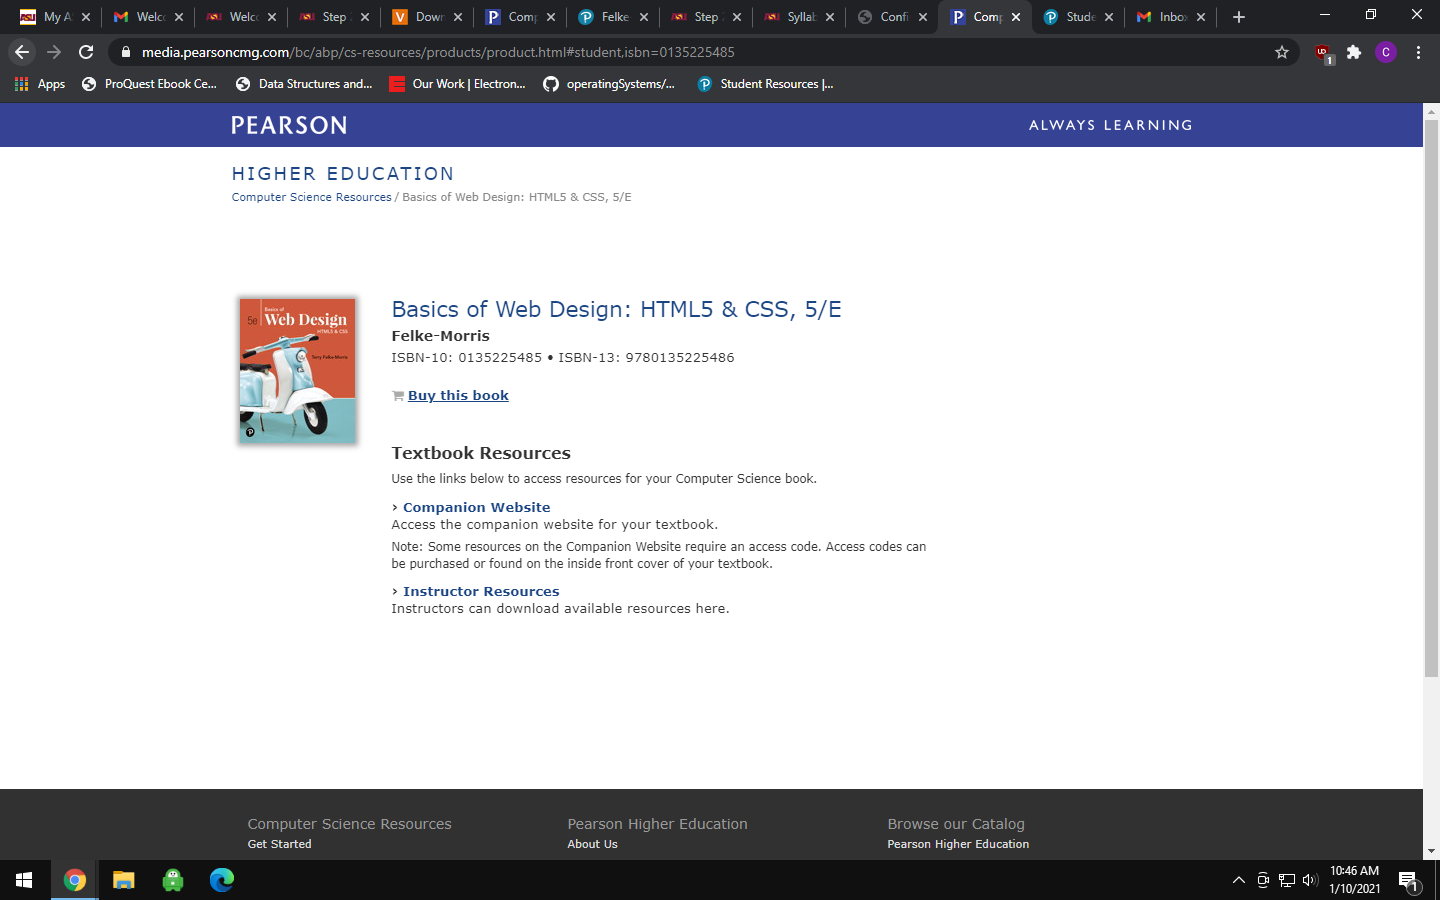 My A
Welc
Welc
Step
Down
Comp
Felke
Step
Syllab
Confi
Comp
Stude
Inbox
media.pearsoncmg.com/bc/abp/cs-resources/products/product.html#student,isbn=0135225485
1
C
Apps
ProQuest Ebook Ce...
Data Structures and...
Our Work | Electron...
operatingSystems/...
Student Resources |...
PEARSON
ALWAYS LEARNING
HIGHER EDUCATION
Computer Science Resources / Basics of Web Design: HTML5 & CSS, 5/E
5e
Basics of
Web Design
HTML5 & CSS
Terry Felke-Morris
Basics of Web Design: HTML5 & CSS, 5/E
Felke-Morris
ISBN-10: 0135225485 • ISBN-13: 9780135225486
Buy this book
Textbook Resources
Use the links below to access resources for your Computer Science book.
› Companion Website
Access the companion website for your textbook.
Note: Some resources on the Companion Website require an access code. Access codes can
be purchased or found on the inside front cover of your textbook.
› Instructor Resources
Instructors can download available resources here.
Computer Science Resources
Get Started
Pearson Higher Education
About Us
Browse our Catalog
Pearson Higher Education
10:46 AM
1/10/2021
1